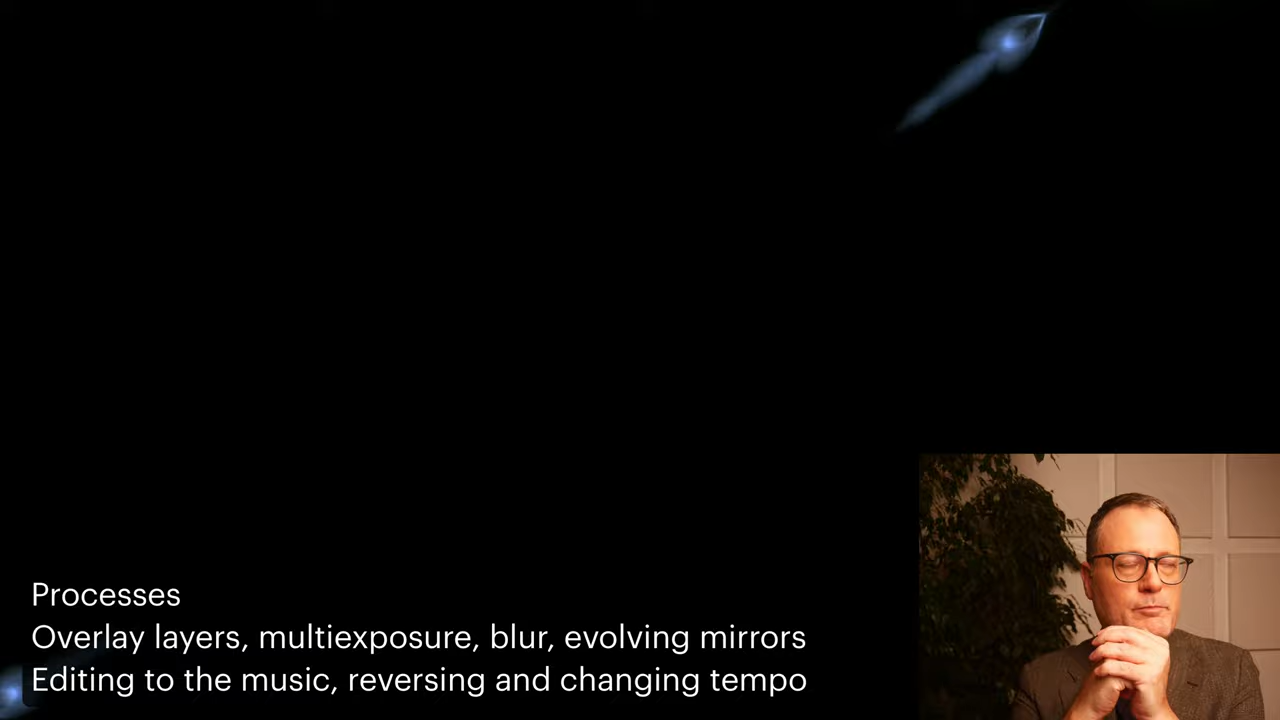 Processes
Overlay layers, multiexposure, blur, evolving mirrors
Editing to the music, reversing and changing tempo